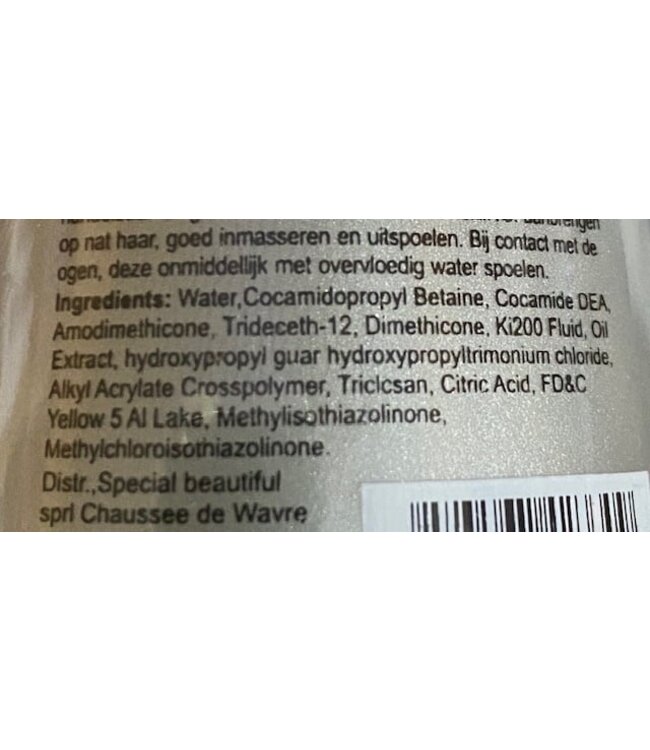 aanbrengen
op nat haar, goed inmasseren en uitspoelen. Bij contact met de
ogen, deze onmiddellijk met overvloedig water spoelen.
Ingredients: Water,Cocamidopropyl Betaine, Cocamide DEA,
Amodimethicone, Trideceth-12, Dimethicone, Ki200 Fluid, Oil
Extract, hydroxypropyl guar hydroxypropyltrimonium chloride,
Alkyl Acrylate Crosspolymer, Triclcsan, Citric Acid, FD&C
Yellow 5 Al Lake, Methylisothiazolinone,
Methylchloroisothiazolinone.
Distr.,Special beautiful
sprl Chaussee de Wavre